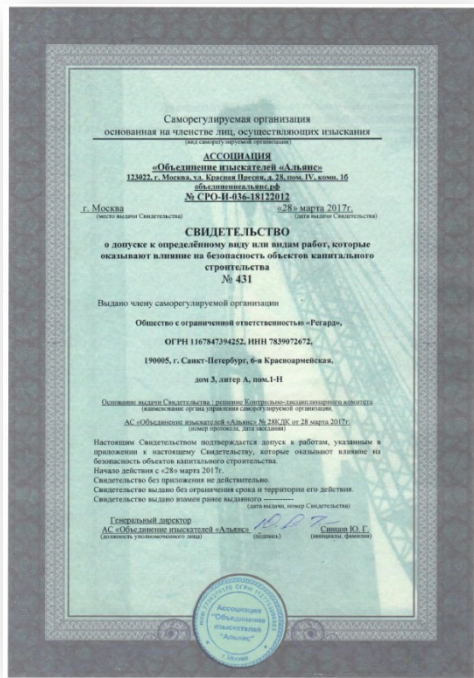 Саморегулируемая организация
основанная на членстве лиц, осуществляющих изыскания
(вид саморегулируемой организации)
АССОЦИАЦИЯ
«Объединение изыскателей «Альянс»
123022, г. Москва, ул. Красная Пресня, д. 28, пом. IV, комн. 1б
объединениеальянс.рф
№ СРО-И-036-18122012
г. Москва «28» марта 2017г.
(место выдачи Свидетельства) (дата выдачи Свидетельства)
СВИДЕТЕЛЬСТВО
о допуске к определённому виду или видам работ, которые
оказывают влияние на безопасность объектов капитального
строительства
№ 431
Выдано члену саморегулируемой организации
Общество с ограниченной ответственностью «Регард»,
ОГРН 1167847394252, ИНН 7839072672,
190005, г. Санкт-Петербург, 6-я Красноармейская,
дом 3, литер А, пом.1-Н
Основание выдачи Свидетельства : решение Контрольно-дисциплинарного комитета
(наименование органа управления саморегулируемой организации,
АС «Объединение изыскателей «Альянс» № 28КДК от 28 марта 2017г.
номер протокола, дата заседания)
Настоящим Свидетельством подтверждается допуск к работам, указанным в
приложении к настоящему Свидетельству, которые оказывают влияние на
безопасность объектов капитального строительства.
Начало действия с «28» марта 2017г.
Свидетельство без приложения не действительно.
Свидетельство выдано без ограничения срока и территории его действия.
Свидетельство выдано взамен ранее выданного ------------
(дата выдачи, номер Свидетельства)
Генеральный директор
АС «Объединение изыскателей «Альянс» Синцов Ю. Г.
(должность уполномоченного лица) (подпись) (инициалы, фамилия)
Ассоциация
"Объединение
изыскателей
"Альянс"
г. Москва